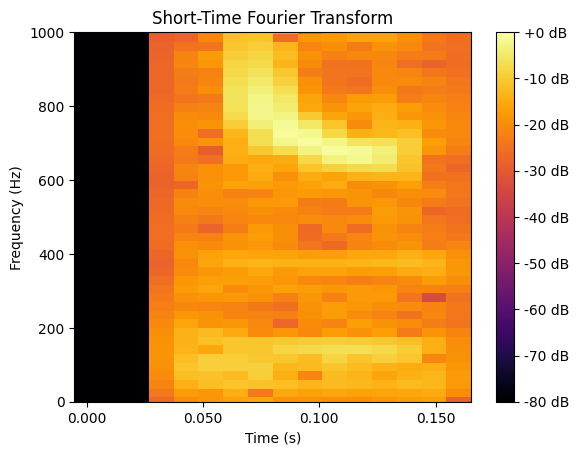 Short-Time Fourier Transform
Frequency (Hz)
1000
800
600
400
200
0
0.000
0.050
0.100
0.150
Time (s)
+0 dB
-10 dB
-20 dB
-30 dB
-40 dB
-50 dB
-60 dB
-70 dB
-80 dB